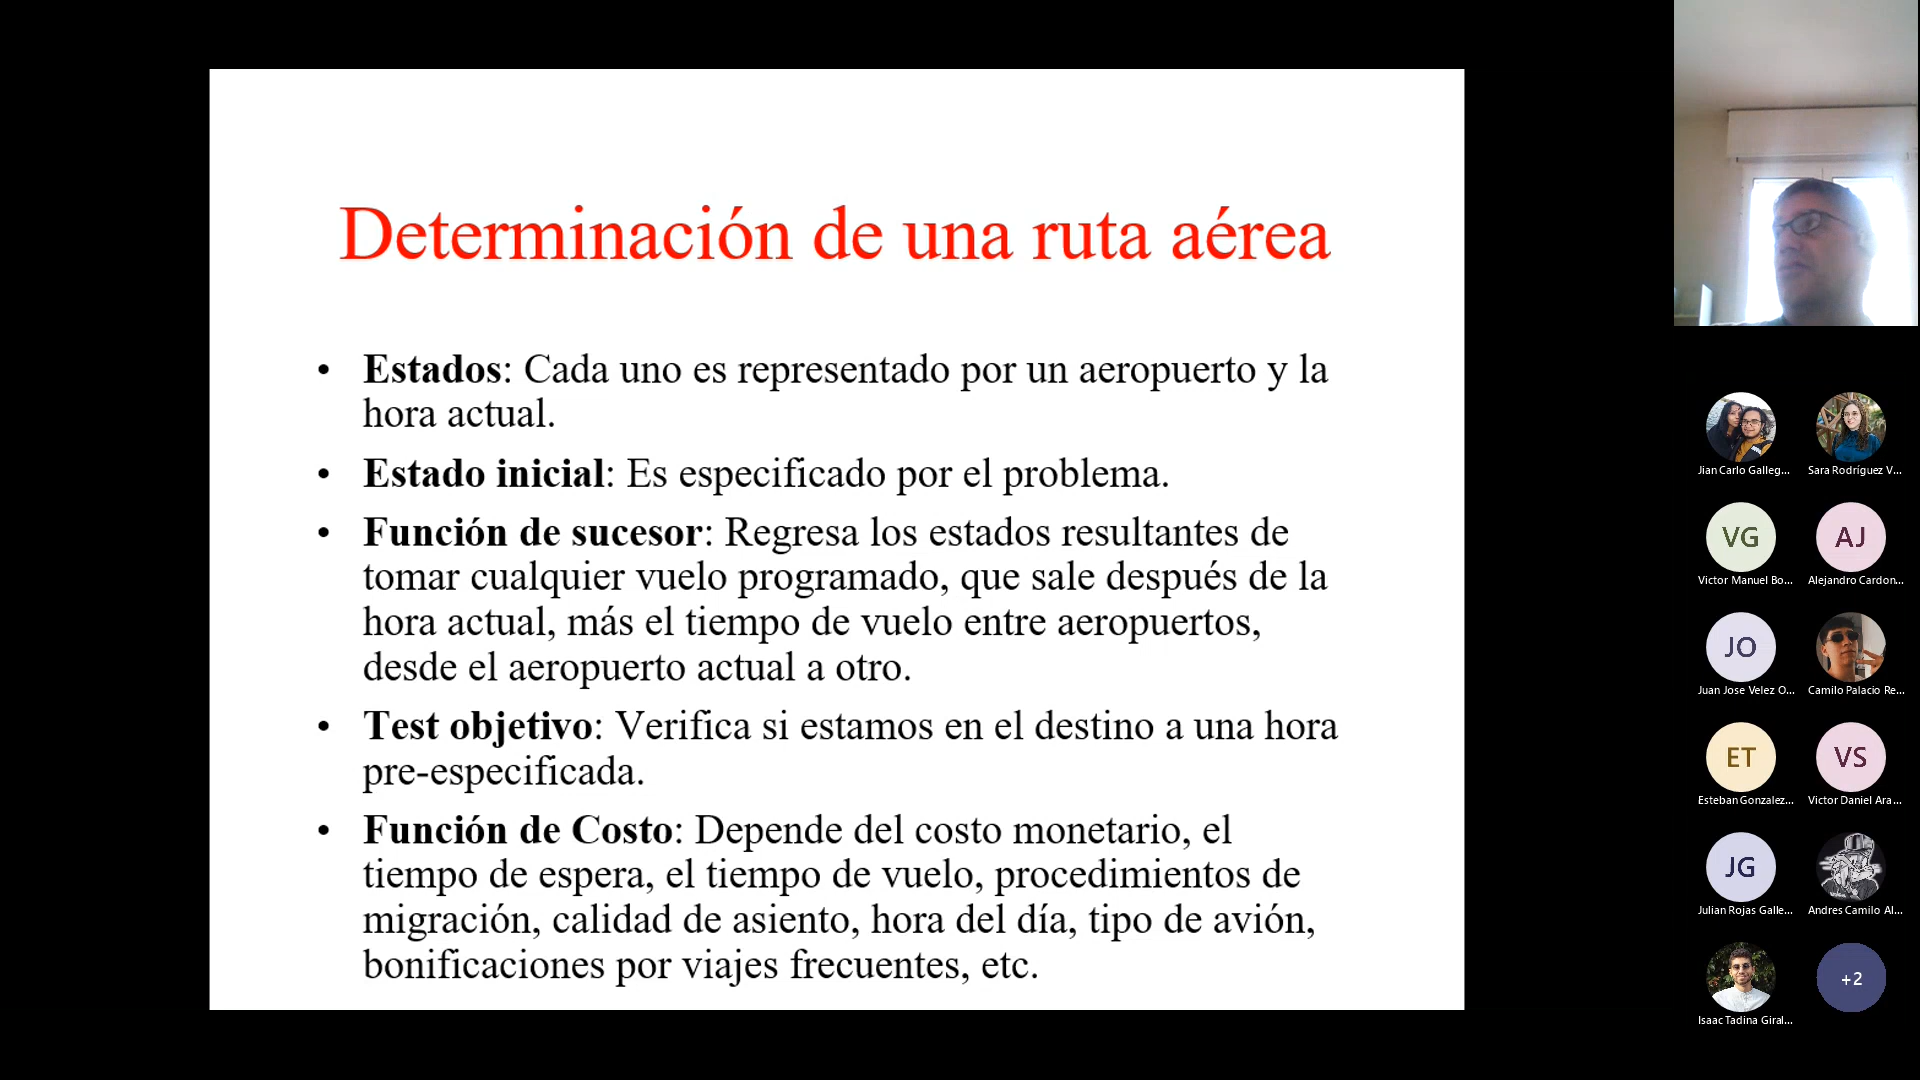 Determinación de una ruta aérea
• Estados: Cada uno es representado por un aeropuerto y la
hora actual.
• Estado inicial: Es especificado por el problema.
• Función de sucesor: Regresa los estados resultantes de
tomar cualquier vuelo programado, que sale después de la
hora actual, más el tiempo de vuelo entre aeropuertos,
desde el aeropuerto actual a otro.
• Test objetivo: Verifica si estamos en el destino a una hora
pre-especificada.
• Función de Costo: Depende del costo monetario, el
tiempo de espera, el tiempo de vuelo, procedimientos de
migración, calidad de asiento, hora del día, tipo de avión,
bonificaciones por viajes frecuentes, etc.
Jian Carlo Galleg...
Sara Rodríguez V...
VG
AJ
Victor Manuel Bo...
Alejandro Cardon...
JO
Juan Jose Velez O...
Camilo Palacio Re...
ET
VS
Esteban Gonzalez...
Victor Daniel Ara...
JG
Julian Rojas Galle...
Andres Camilo Al...
+2
Isaac Tadina Giral...